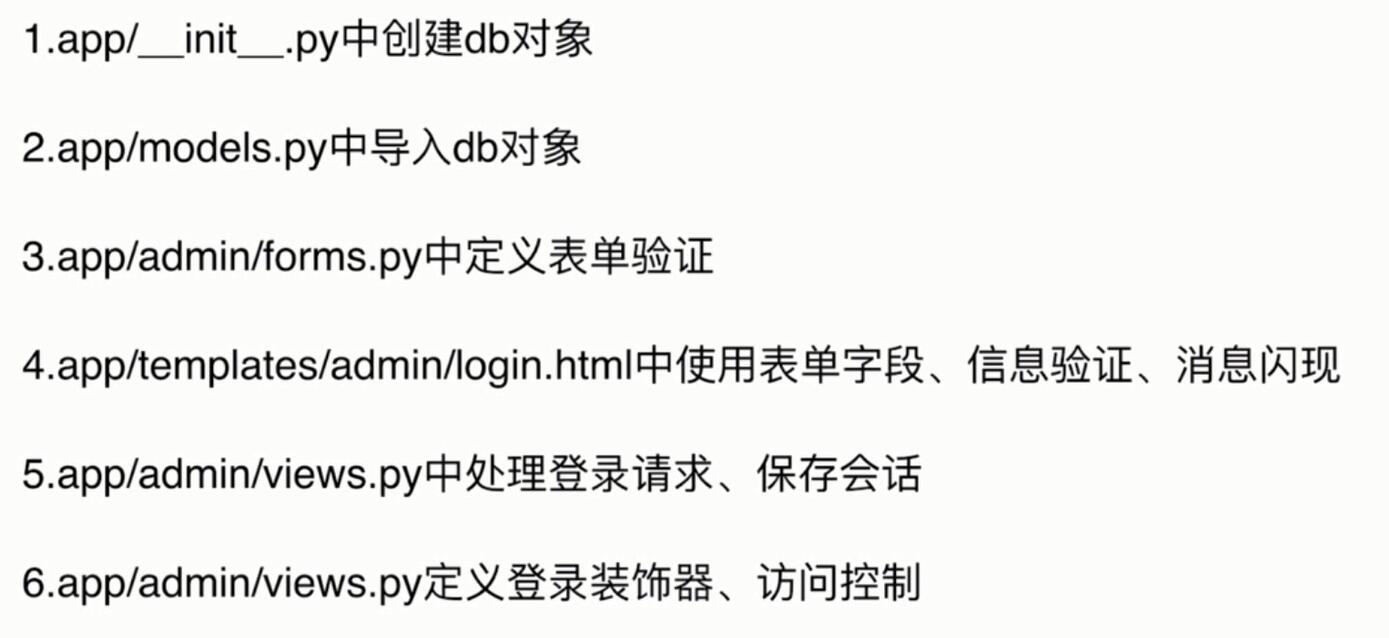 1.app/__init__.py中创建db对象
2.app/models.py中导入db对象
3.app/admin/forms.py中定义表单验证
4.app/templates/admin/login.html中使用表单字段、信息验证、消息闪现
5.app/admin/views.py中处理登录请求、保存会话
6.app/admin/views.py定义登录装饰器、访问控制